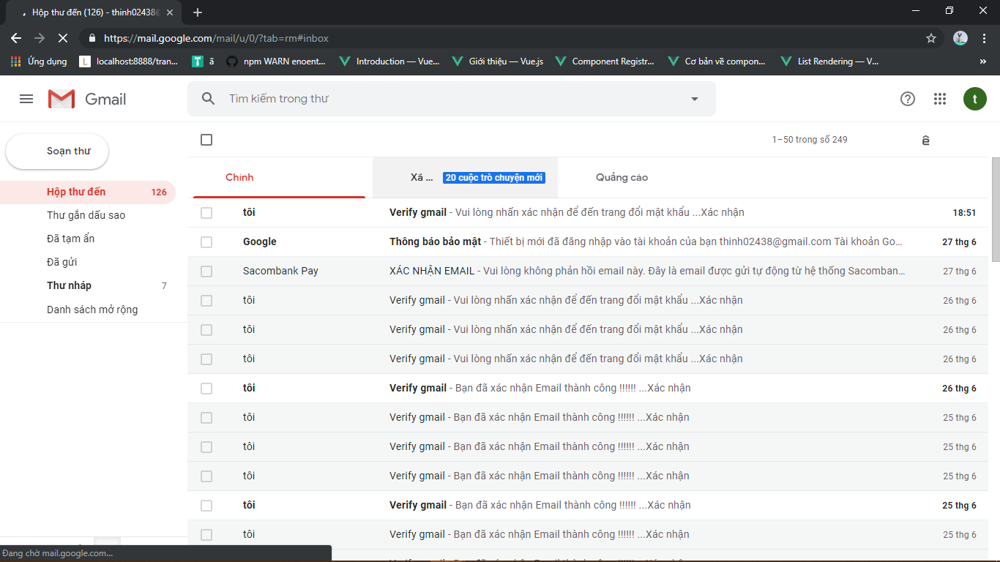 Hộp thư đến (126) - thinh02438@
https://mail.google.com/mail/u/0/?tab=rm#inbox
Ứng dụng localhost:8888/tran... ã npm WARN enoent... Introduction — Vue... Giới thiệu — Vue.js Component Registr... Cơ bản về compon... List Rendering — V... »
Gmail Tìm kiếm trong thư t
Soạn thư
1–50 trong số 249 ê
Chính Xã ... 20 cuộc trò chuyện mới Quảng cáo
Hộp thư đến 126
Thư gắn dấu sao
Đã tạm ẩn
Đã gửi
Thư nháp 7
Danh sách mở rộng
tôi Verify gmail - Vui lòng nhấn xác nhận để đến trang đổi mật khẩu ...Xác nhận 18:51
Google Thông báo bảo mật - Thiết bị mới đã đăng nhập vào tài khoản của bạn thinh02438@gmail.com Tài khoản Go... 27 thg 6
Sacombank Pay XÁC NHẬN EMAIL - Vui lòng không phản hồi email này. Đây là email được gửi tự động từ hệ thống Sacomban... 27 thg 6
tôi Verify gmail - Vui lòng nhấn xác nhận để đến trang đổi mật khẩu ...Xác nhận 26 thg 6
tôi Verify gmail - Vui lòng nhấn xác nhận để đến trang đổi mật khẩu ...Xác nhận 26 thg 6
tôi Verify gmail - Vui lòng nhấn xác nhận để đến trang đổi mật khẩu ...Xác nhận 26 thg 6
tôi Verify gmail - Bạn đã xác nhận Email thành công !!!!!! ...Xác nhận 26 thg 6
tôi Verify gmail - Bạn đã xác nhận Email thành công !!!!!! ...Xác nhận 25 thg 6
tôi Verify gmail - Bạn đã xác nhận Email thành công !!!!!! ...Xác nhận 25 thg 6
tôi Verify gmail - Bạn đã xác nhận Email thành công !!!!!! ...Xác nhận 25 thg 6
tôi Verify gmail - Bạn đã xác nhận Email thành công !!!!!! ...Xác nhận 25 thg 6
tôi Verify gmail - Bạn đã xác nhận Email thành công !!!!!! ...Xác nhận 25 thg 6
Đang chờ mail.google.com...